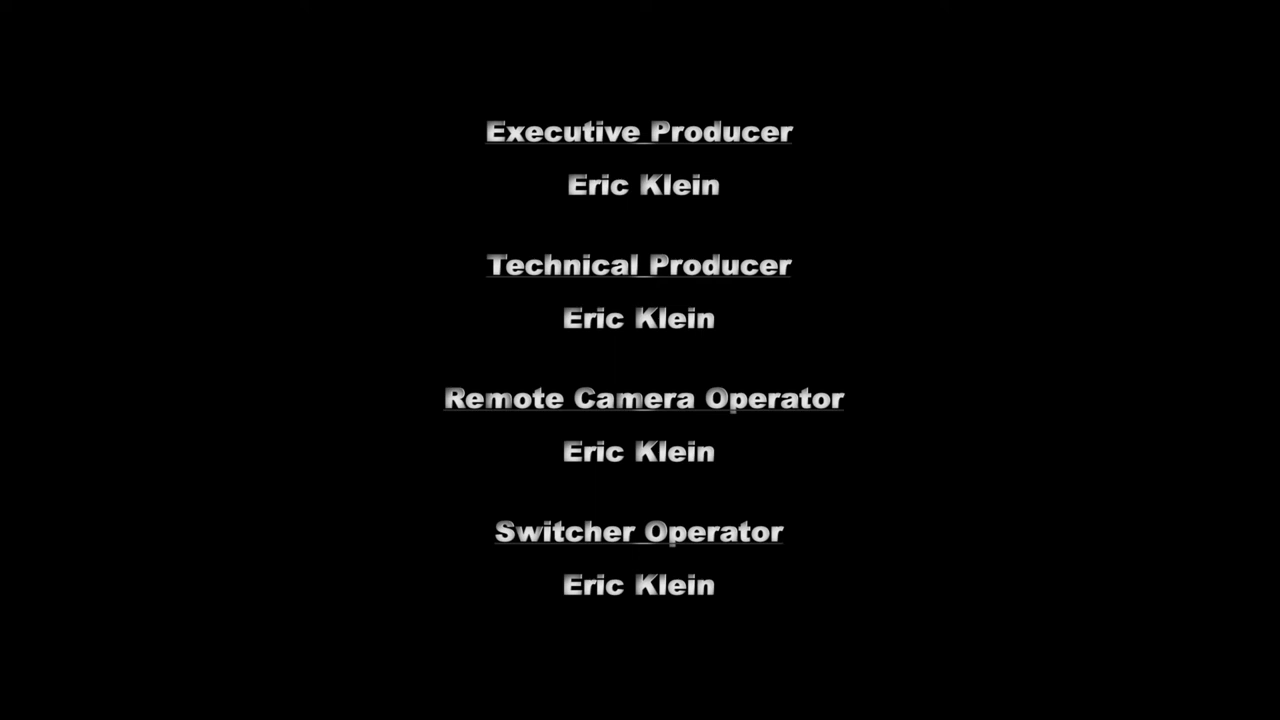 Executive Producer
Eric Klein
Technical Producer
Eric Klein
Remote Camera Operator
Eric Klein
Switcher Operator
Eric Klein